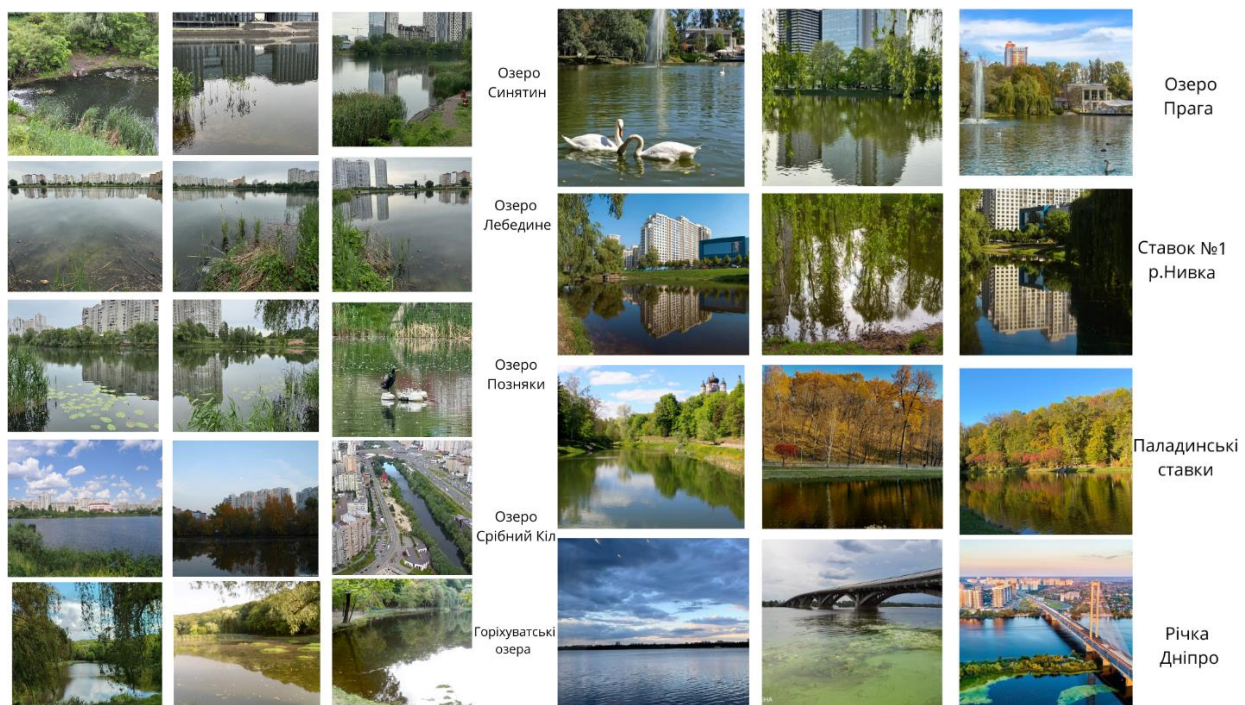 Озеро
Синятин
Озеро
Лебедине
Озеро
Позняки
Озеро
Срібний Кіл
Горіхуватські
озера
Озеро
Прага
Ставок №1
р.Нивка
Паладинські
ставки
Річка
Дніпро